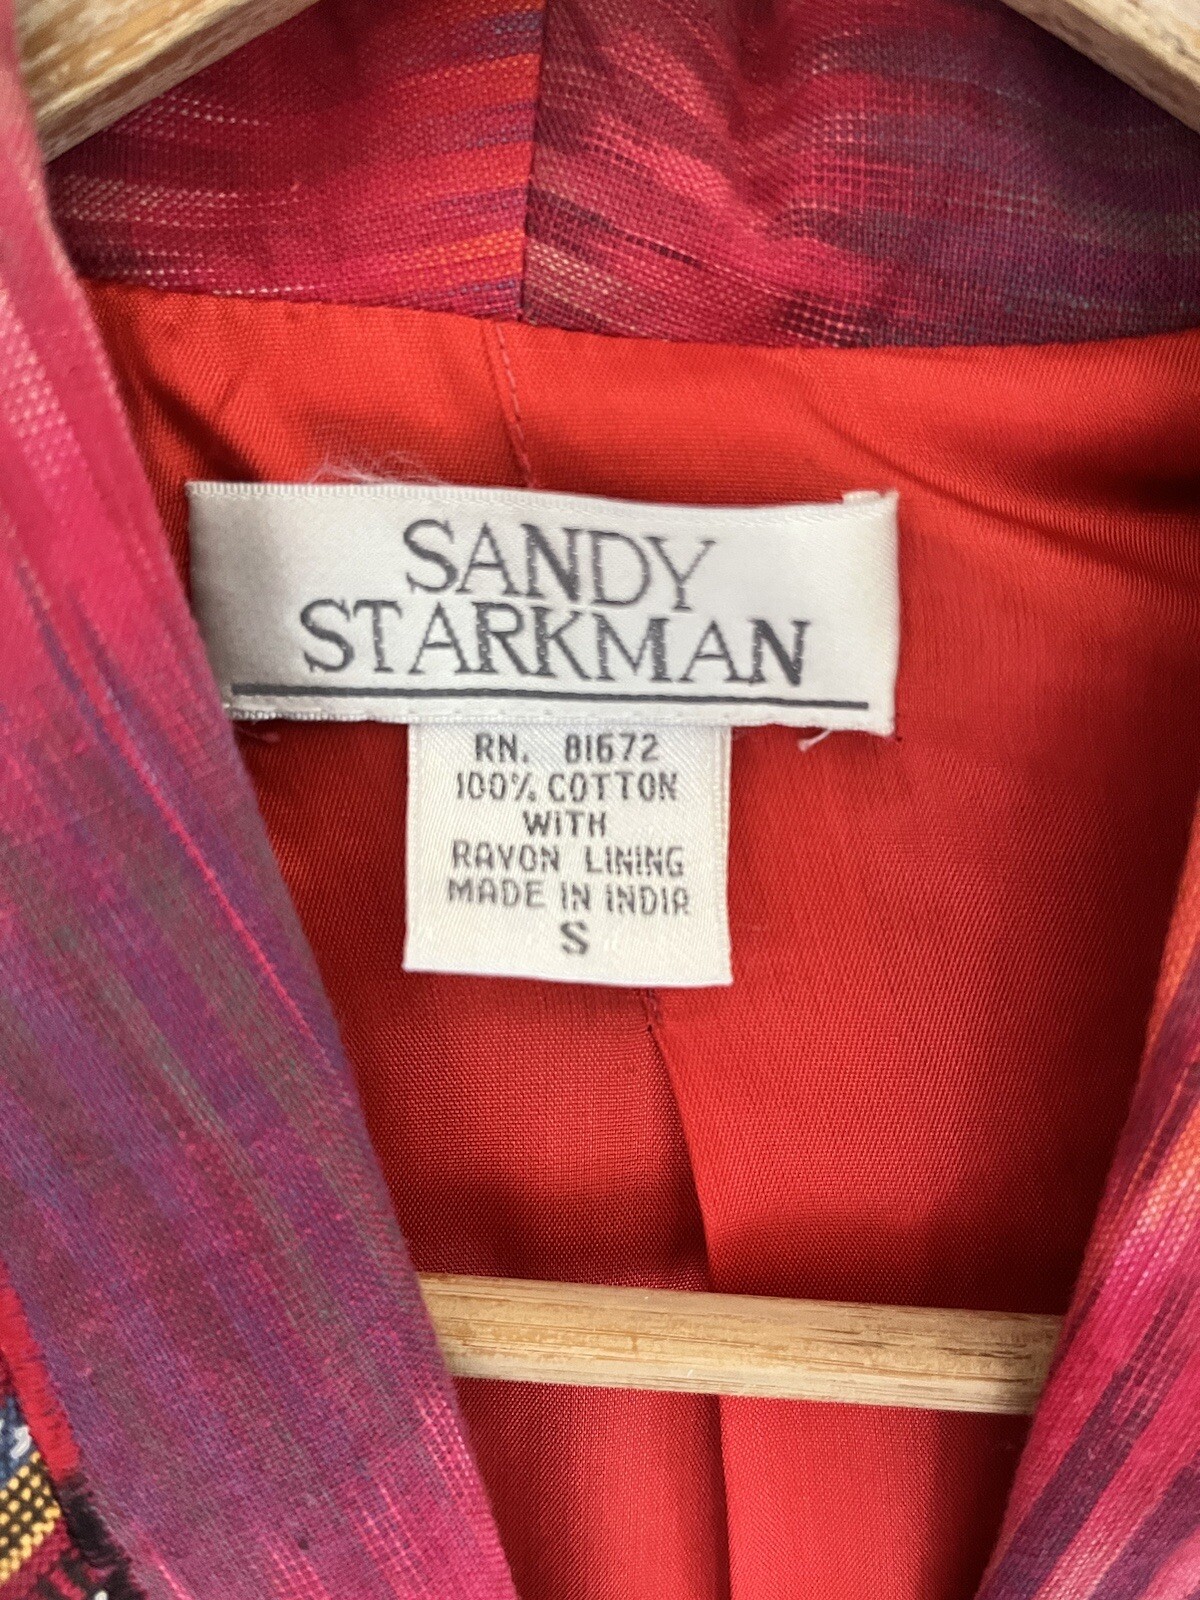 SANDY
STARKMAN
RN. 81672
100% COTTON
WITH
RAYON LINING
MADE IN INDIA
S